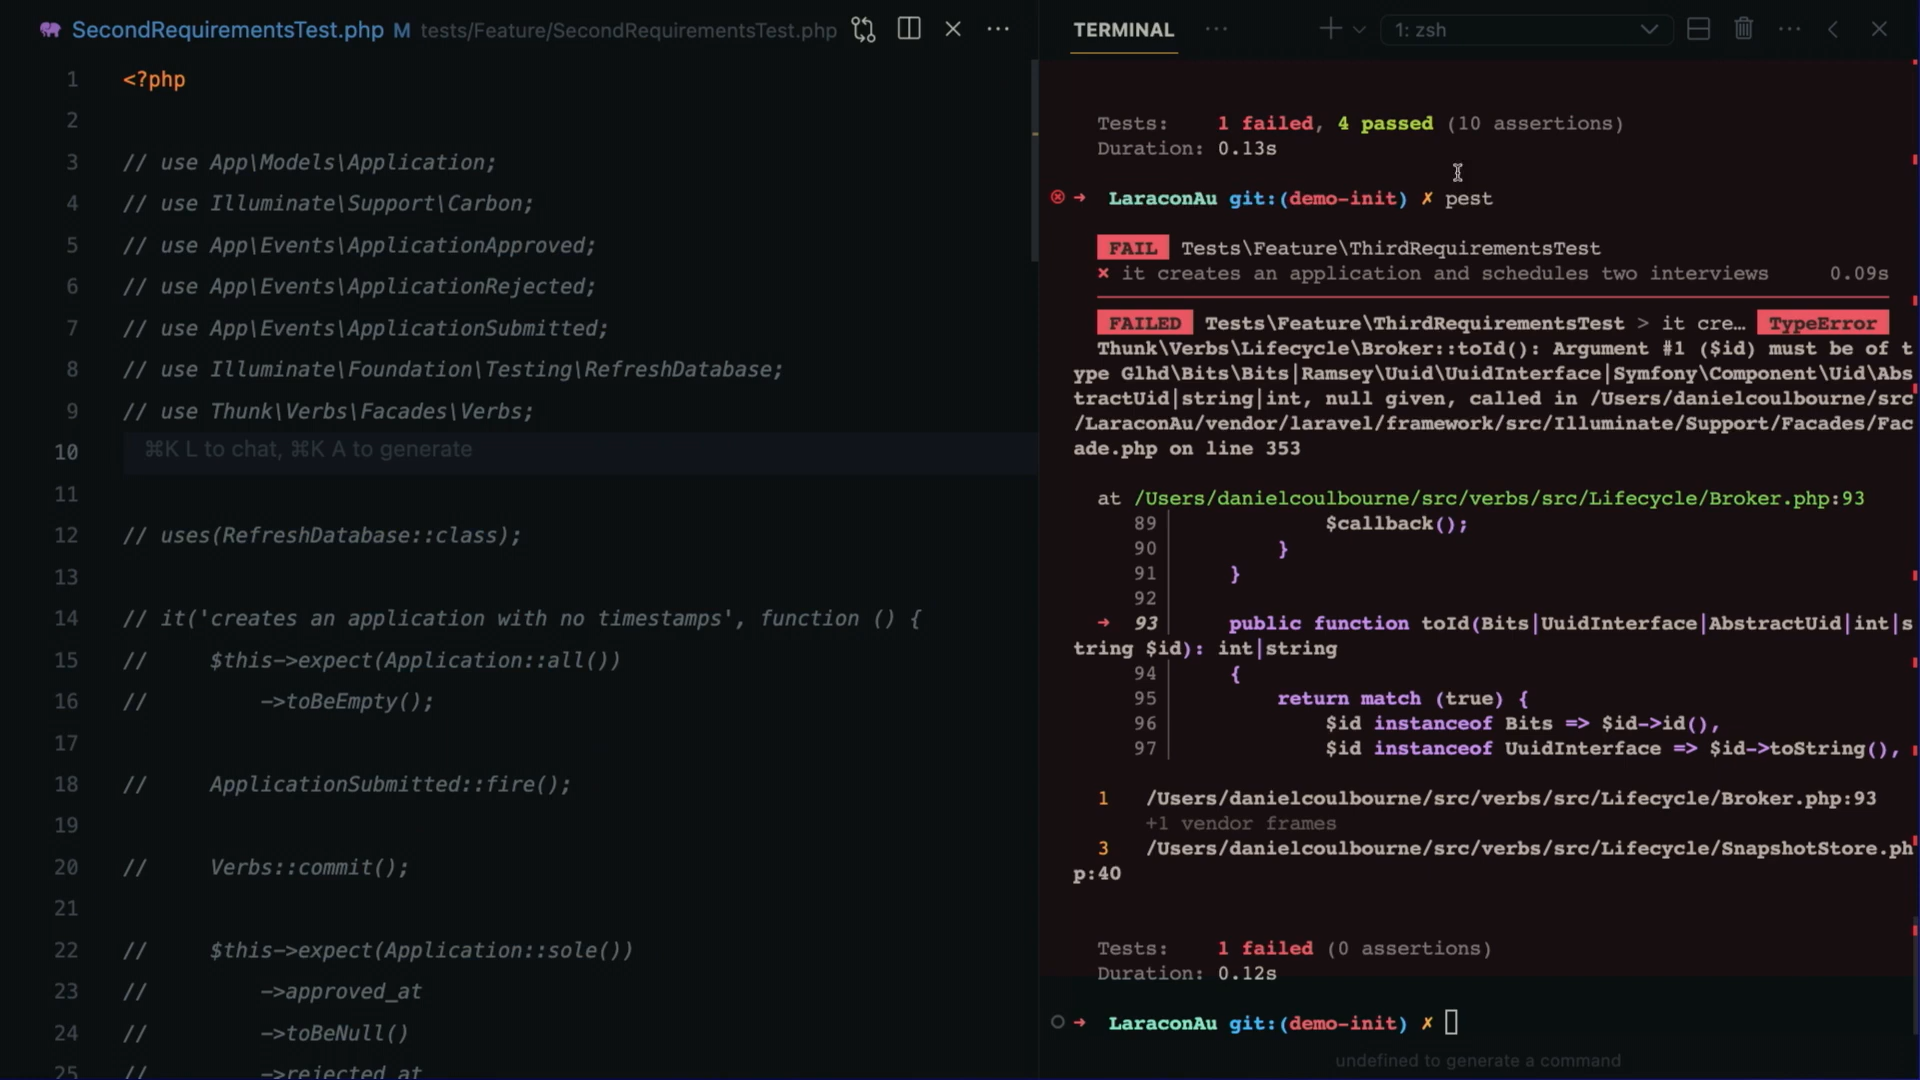 SecondRequirementsTest.php M tests/Feature/SecondRequirementsTest.php
1 <?php
2
3 // use App\Models\Application;
4 // use Illuminate\Support\Carbon;
5 // use App\Events\ApplicationApproved;
6 // use App\Events\ApplicationRejected;
7 // use App\Events\ApplicationSubmitted;
8 // use Illuminate\Foundation\Testing\RefreshDatabase;
9 // use Thunk\Verbs\Facades\Verbs;
10 ⌘K L to chat, ⌘K A to generate
11
12 // uses(RefreshDatabase::class);
13
14 // it('creates an application with no timestamps', function () {
15 //     $this->expect(Application::all())
16 //         ->toBeEmpty();
17
18 //     ApplicationSubmitted::fire();
19
20 //     Verbs::commit();
21
22 //     $this->expect(Application::sole())
23 //         ->approved_at
24 //         ->toBeNull()
25 //         ->rejected_at
TERMINAL ··· 1: zsh
Tests:    1 failed, 4 passed (10 assertions)
Duration: 0.13s
➜ LaraconAu git:(demo-init) ✗ pest
FAIL Tests\Feature\ThirdRequirementsTest
⨯ it creates an application and schedules two interviews 0.09s
FAILED Tests\Feature\ThirdRequirementsTest > it cre… TypeError
Thunk\Verbs\Lifecycle\Broker::toId(): Argument #1 ($id) must be of t
ype Glhd\Bits\Bits|Ramsey\Uuid\UuidInterface|Symfony\Component\Uid\Abs
tractUid|string|int, null given, called in /Users/danielcoulbourne/src
/LaraconAu/vendor/laravel/framework/src/Illuminate/Support/Facades/Fac
ade.php on line 353
at /Users/danielcoulbourne/src/verbs/src/Lifecycle/Broker.php:93
89             $callback();
90         }
91     }
92
➜ 93     public function toId(Bits|UuidInterface|AbstractUid|int|s
tring $id): int|string
94     {
95         return match (true) {
96             $id instanceof Bits => $id->id(),
97             $id instanceof UuidInterface => $id->toString(),
1 /Users/danielcoulbourne/src/verbs/src/Lifecycle/Broker.php:93
+1 vendor frames
3 /Users/danielcoulbourne/src/verbs/src/Lifecycle/SnapshotStore.ph
p:40
Tests:    1 failed (0 assertions)
Duration: 0.12s
➜ LaraconAu git:(demo-init) ✗
undefined to generate a command